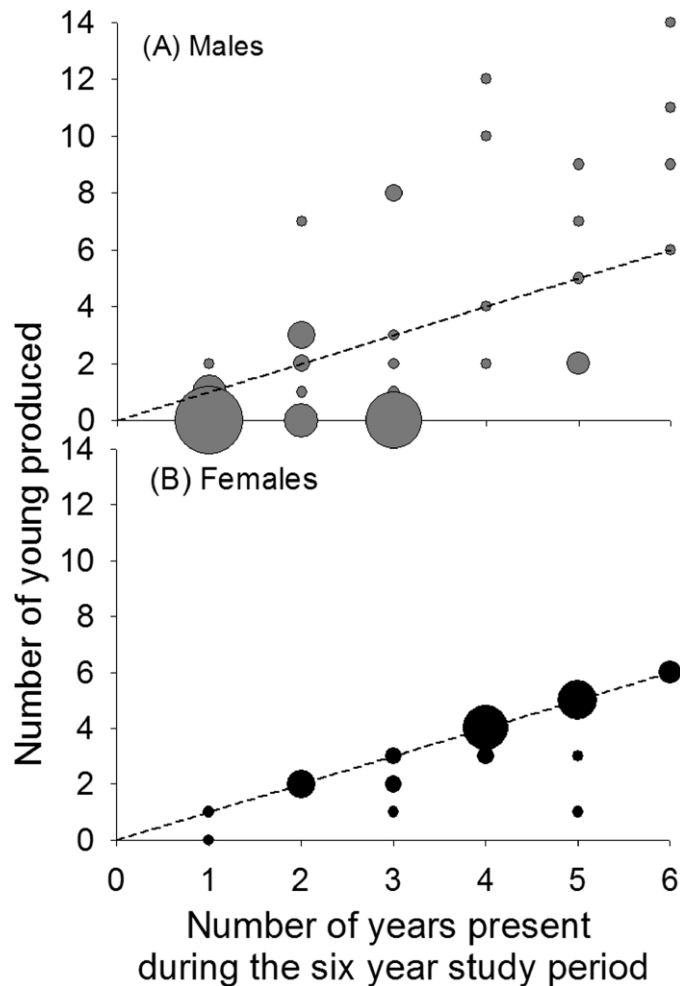 14
(A) Males
12
10
8
6
4
2
0
14
(B) Females
12
10
8
6
4
2
0
0 1 2 3 4 5 6
Number of young produced
Number of years present
during the six year study period